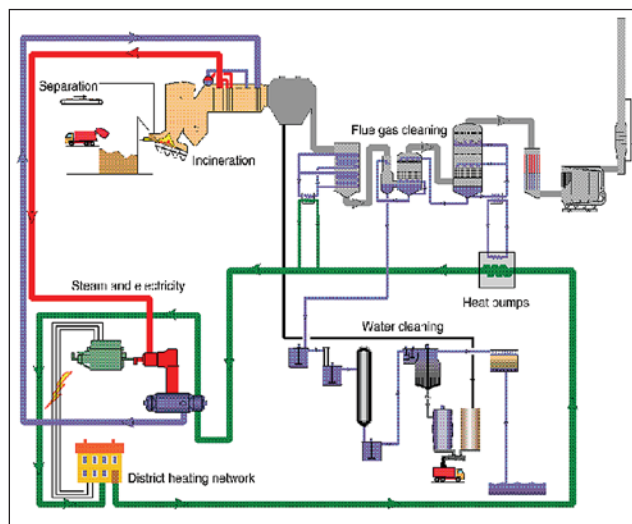 Separation
Incineration
Flue gas cleaning
Steam and electricity
Heat pumps
Water cleaning
District heating network